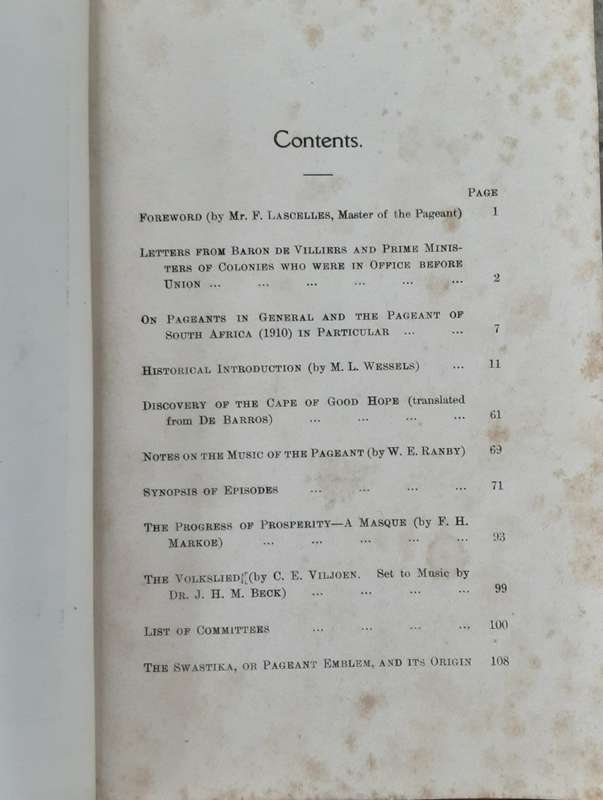 Contents.
PAGE
FOREWORD (by Mr. F. LASCELLES, Master of the Pageant) 1
LETTERS FROM BARON DE VILLIERS AND PRIME MINIS-
TERS OF COLONIES WHO WERE IN OFFICE BEFORE
UNION ... ... ... ... ... ... 2
ON PAGEANTS IN GENERAL AND THE PAGEANT OF
SOUTH AFRICA (1910) IN PARTICULAR ... ... 7
HISTORICAL INTRODUCTION (by M. L. WESSELS) ... 11
DISCOVERY OF THE CAPE OF GOOD HOPE (translated
from DE BARROS) ... ... ... ... 61
NOTES ON THE MUSIC OF THE PAGEANT (by W. E. RANBY) 69
SYNOPSIS OF EPISODES ... ... ... ... 71
THE PROGRESS OF PROSPERITY—A MASQUE (by F. H.
MARKOE) ... ... ... ... ... 93
THE VOLKSLIED (by C. E. VILJOEN. Set to Music by
DR. J. H. M. BECK) ... ... ... ... 99
LIST OF COMMITTEES ... ... ... ... 100
THE SWASTIKA, OR PAGEANT EMBLEM, AND ITS ORIGIN 108